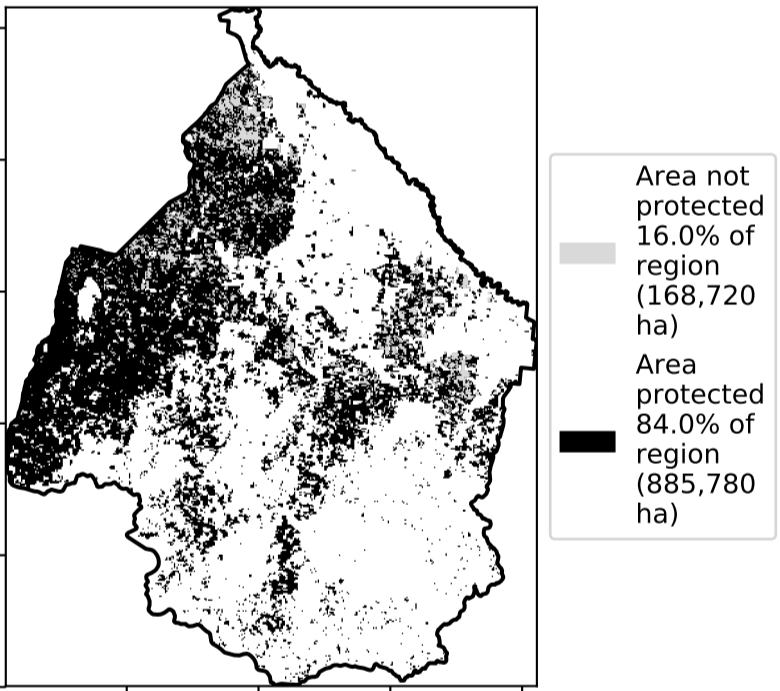 Area not
protected
16.0% of
region
(168,720
ha)
Area
protected
84.0% of
region
(885,780
ha)